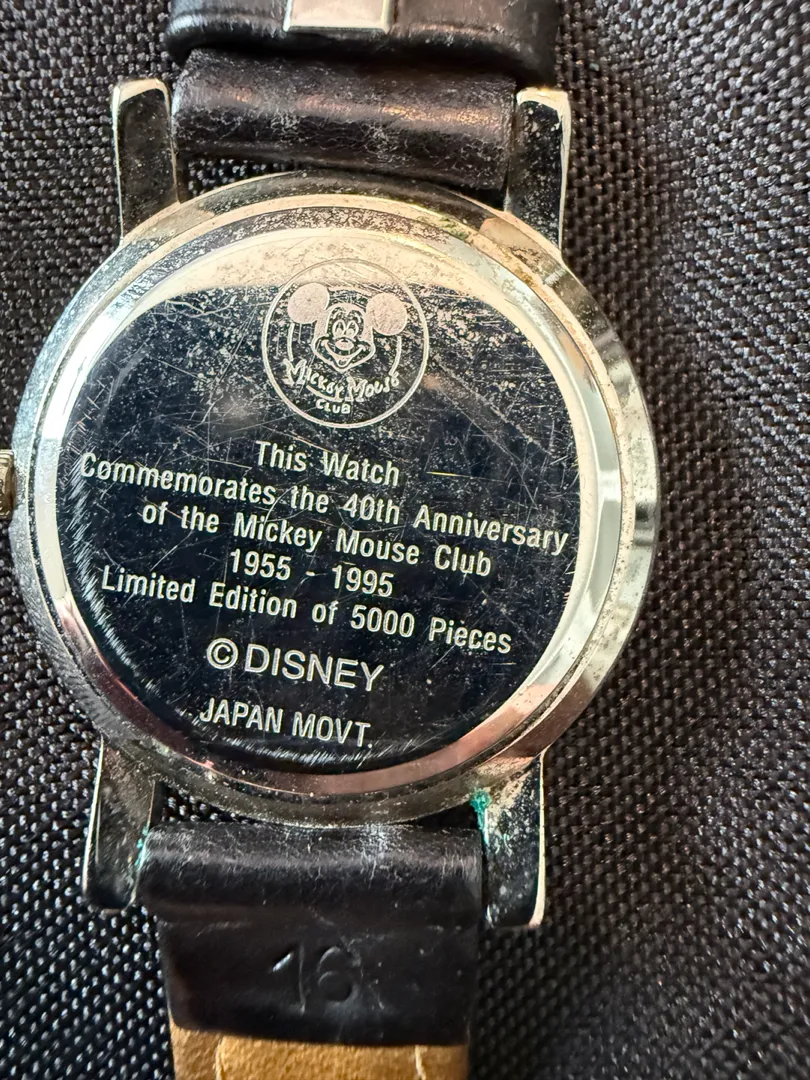 Mickey Mouse
CLUB
This Watch
Commemorates the 40th Anniversary
of the Mickey Mouse Club
1955 - 1995
Limited Edition of 5000 Pieces
© DISNEY
JAPAN MOVT.
16